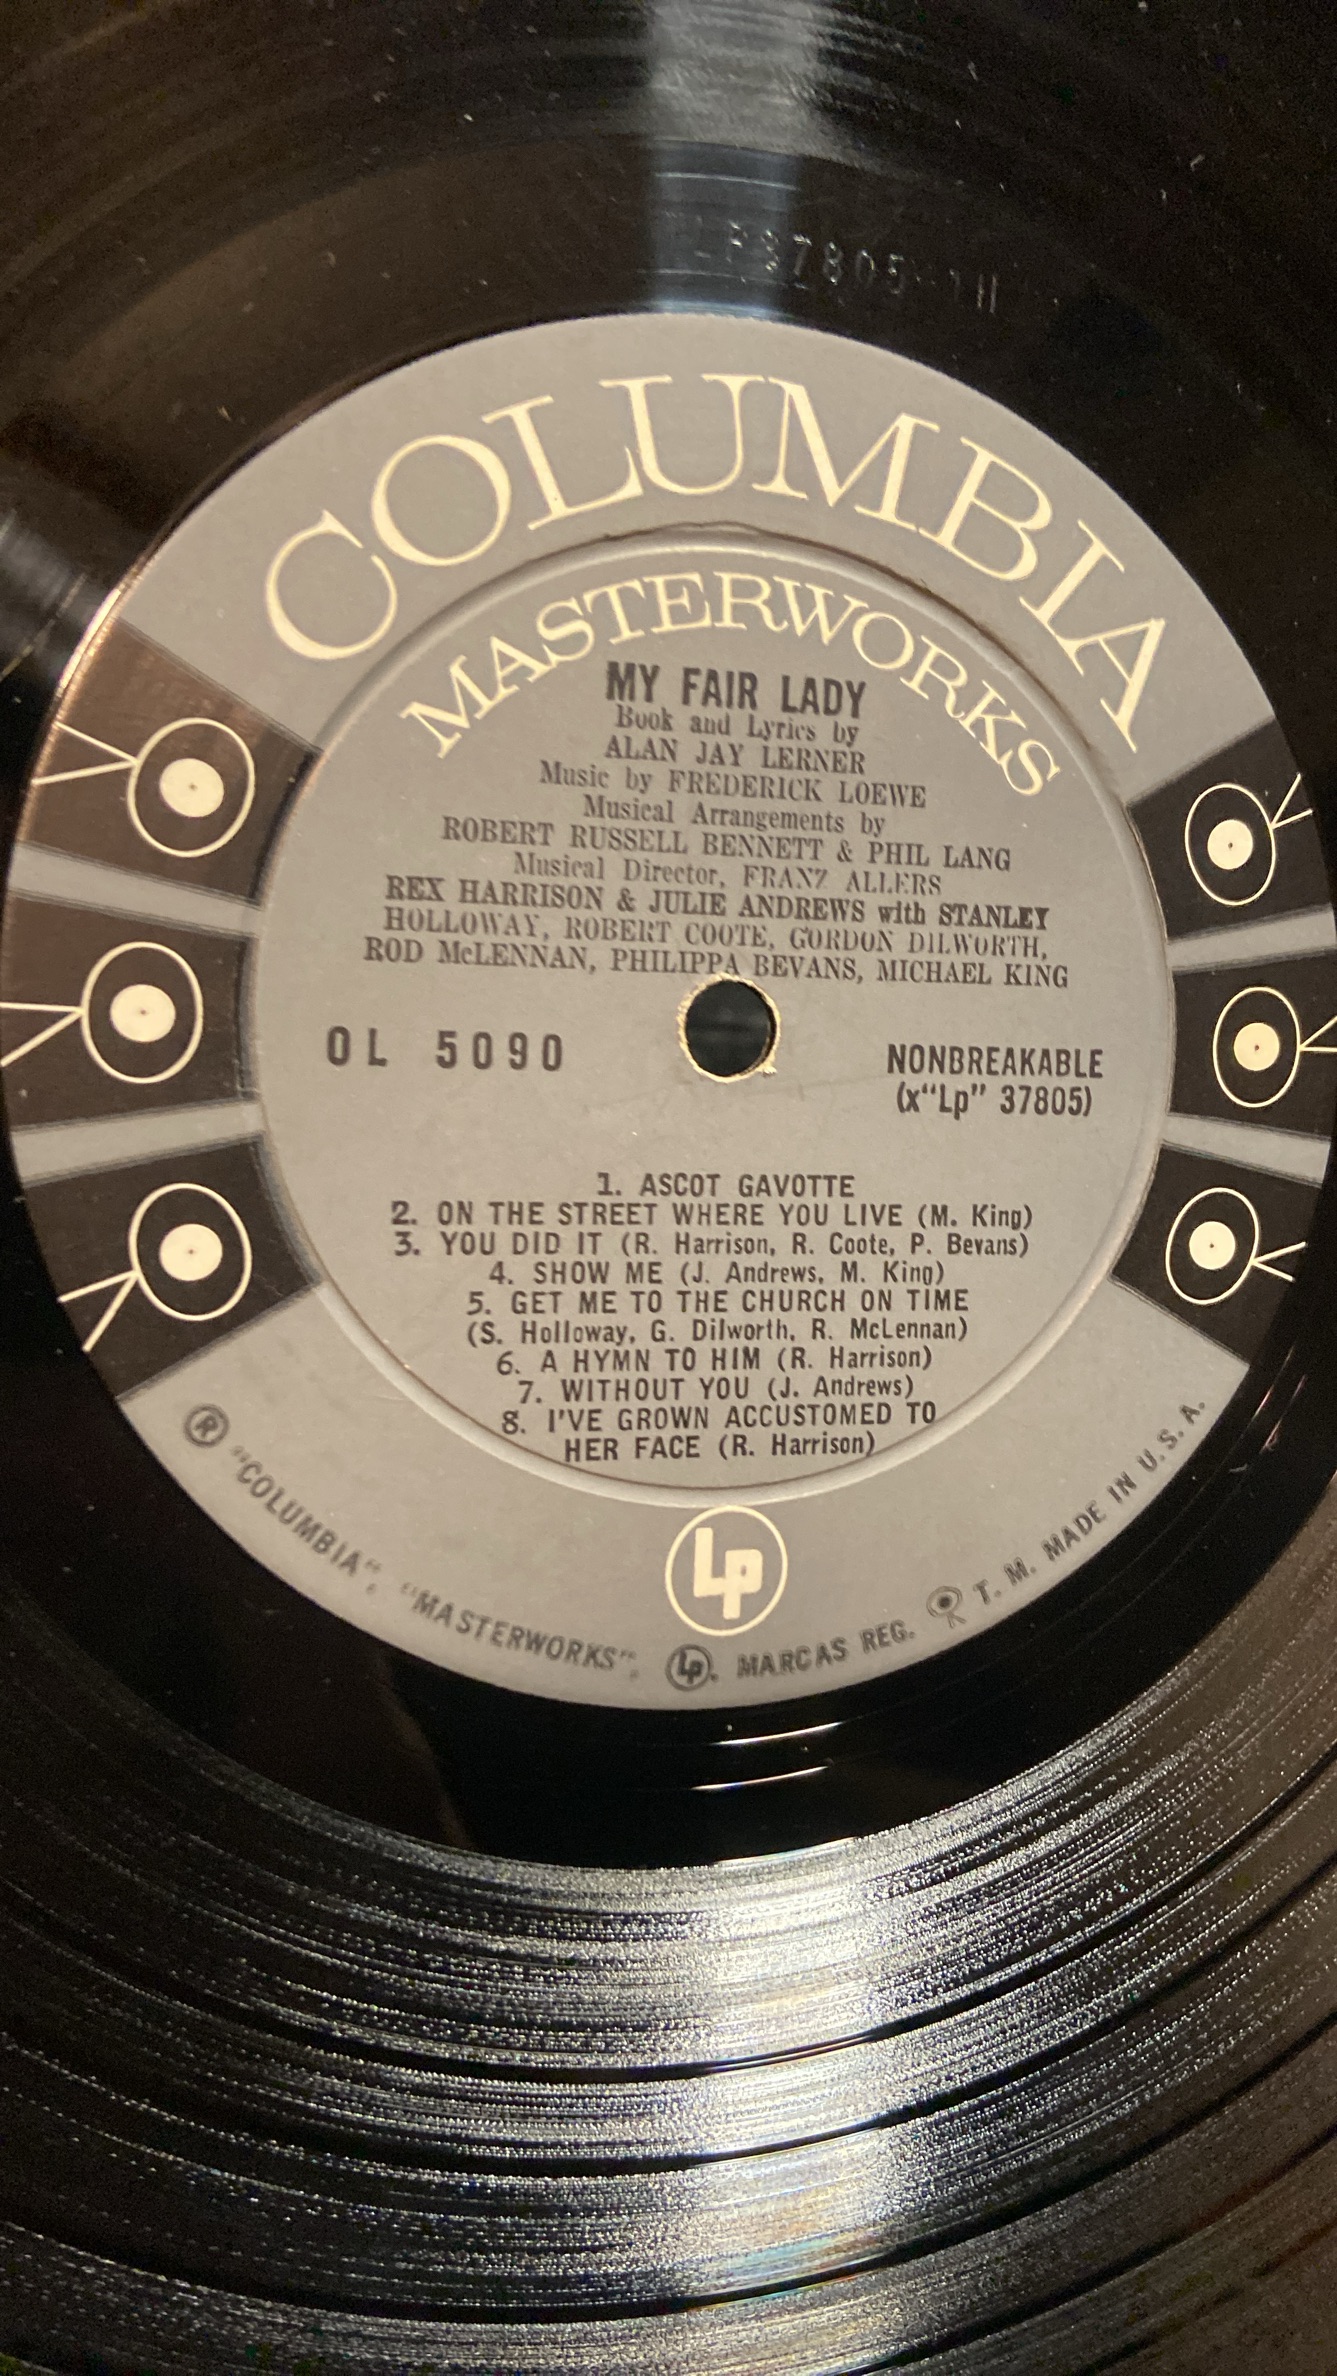 LP37805-1H
COLUMBIA
MASTERWORKS
MY FAIR LADY
Book and Lyrics by
ALAN JAY LERNER
Music by FREDERICK LOEWE
Musical Arrangements by
ROBERT RUSSELL BENNETT & PHIL LANG
Musical Director, FRANZ ALLERS
REX HARRISON & JULIE ANDREWS with STANLEY
HOLLOWAY, ROBERT COOTE, GORDON DILWORTH,
ROD McLENNAN, PHILIPPA BEVANS, MICHAEL KING
OL 5090
NONBREAKABLE
(x"Lp" 37805)
1. ASCOT GAVOTTE
2. ON THE STREET WHERE YOU LIVE (M. King)
3. YOU DID IT (R. Harrison, R. Coote, P. Bevans)
4. SHOW ME (J. Andrews, M. King)
5. GET ME TO THE CHURCH ON TIME
(S. Holloway, G. Dilworth, R. McLennan)
6. A HYMN TO HIM (R. Harrison)
7. WITHOUT YOU (J. Andrews)
8. I'VE GROWN ACCUSTOMED TO
HER FACE (R. Harrison)
Lp
® "COLUMBIA", "MASTERWORKS", Lp, MARCAS REG. T. M. MADE IN U.S.A.